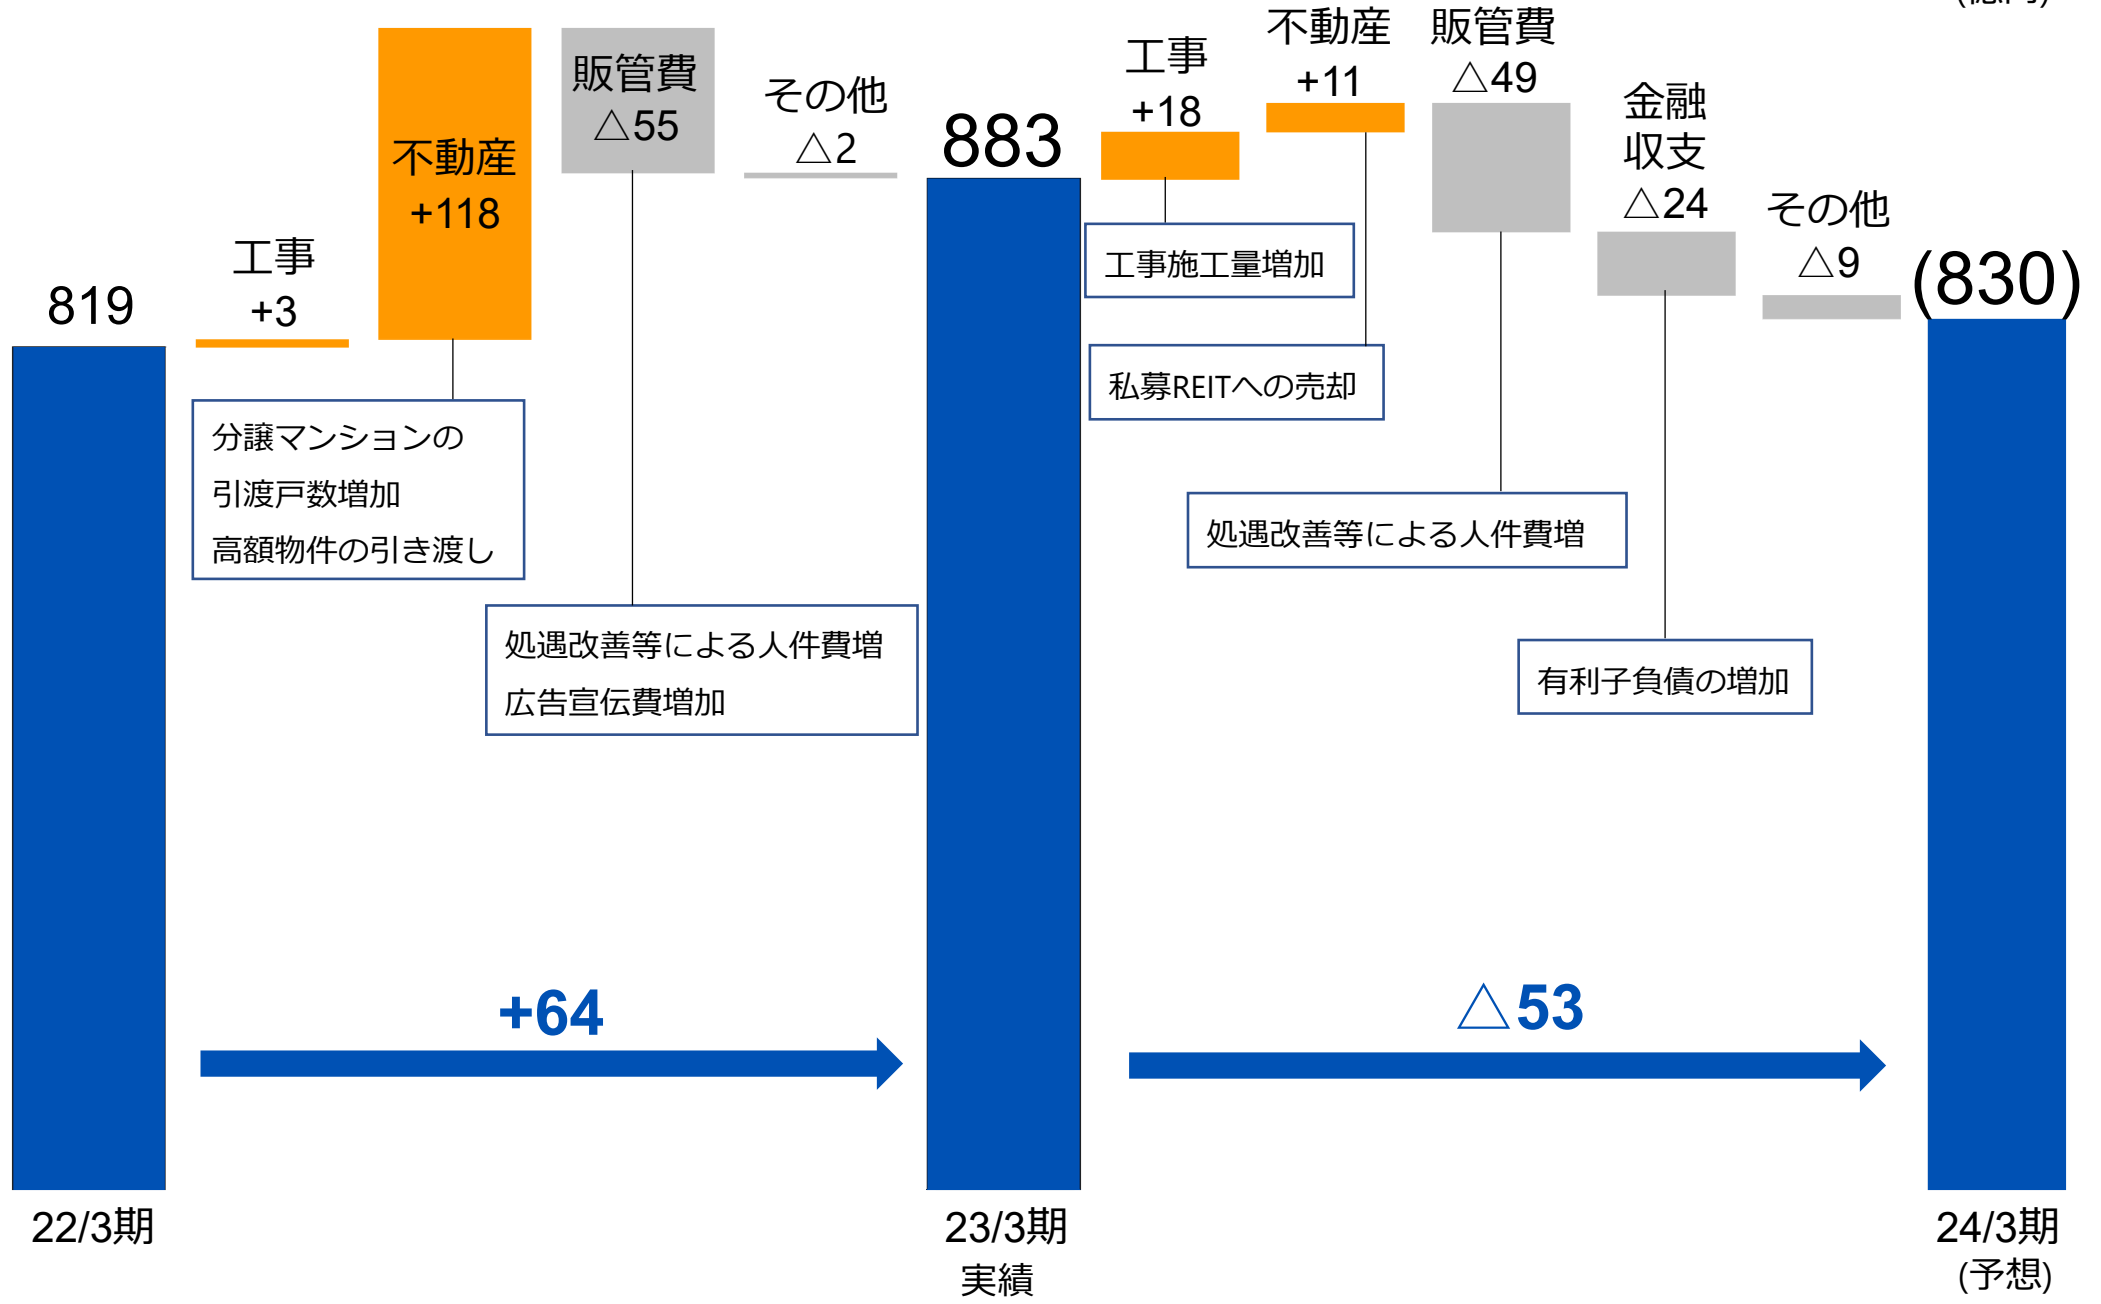 819
工事
+3
不動産
+118
販管費
△55
その他
△2
883
工事
+18
不動産
+11
販管費
△49
金融
収支
△24
その他
△9
(830)
分譲マンションの
引渡戸数増加
高額物件の引き渡し
処遇改善等による人件費増
広告宣伝費増加
工事施工量増加
私募REITへの売却
処遇改善等による人件費増
有利子負債の増加
+64
△53
22/3期
23/3期
実績
24/3期
(予想)